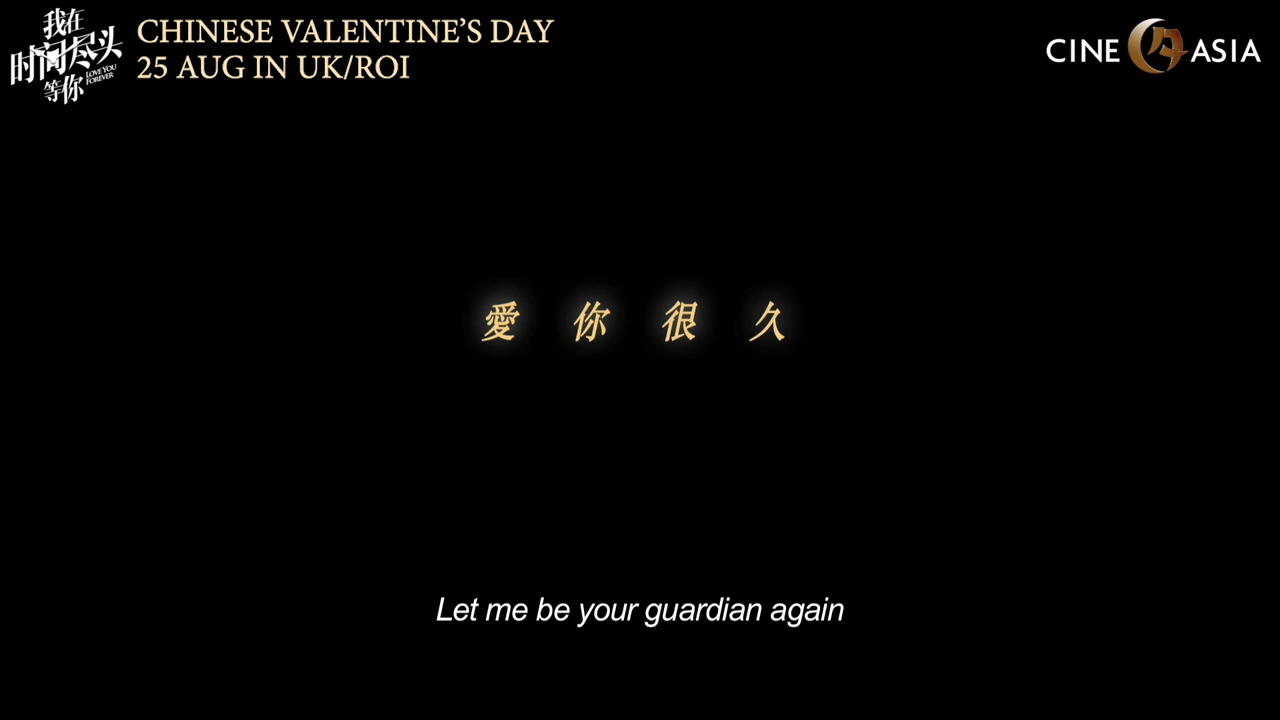 我在
时间尽头
等你
LOVE YOU
FOREVER
CHINESE VALENTINE'S DAY
25 AUG IN UK/ROI
CINE ASIA
愛你很久
Let me be your guardian again